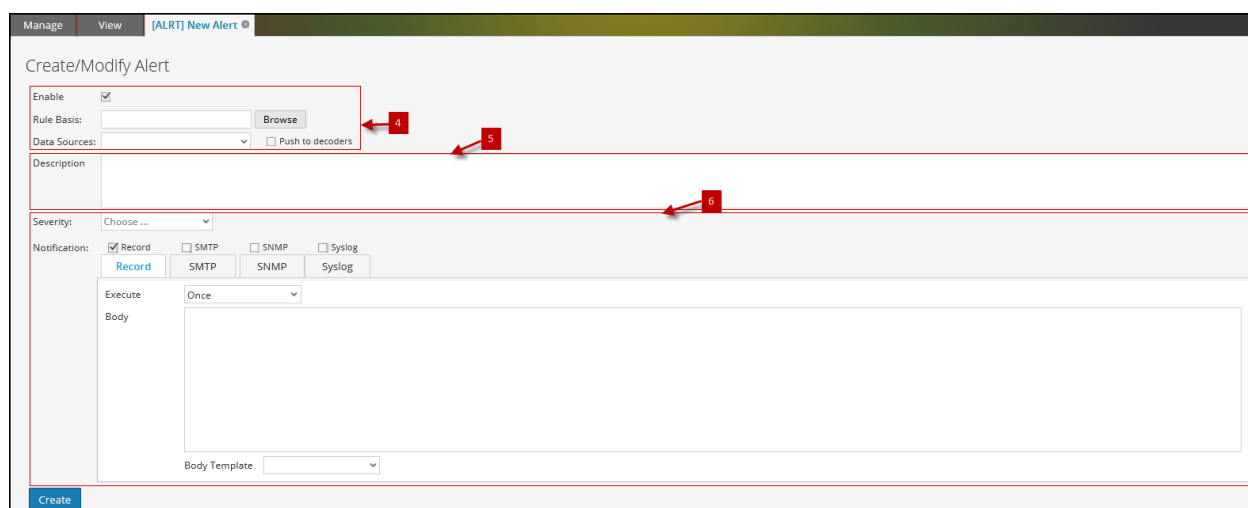 Manage View [ALRT] New Alert
Create/Modify Alert
Enable
Rule Basis: Browse
4
Data Sources: Push to decoders
5
Description
6
Severity: Choose ...
Notification: Record SMTP SNMP Syslog
Record SMTP SNMP Syslog
Execute Once
Body
Body Template
Create